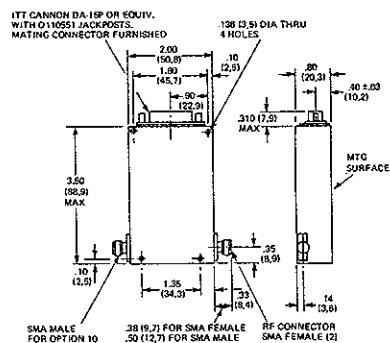 ITT CANNON DA-15P OR EQUIV.
WITH D110551 JACKPOSTS.
MATING CONNECTOR FURNISHED
.136 (3,5) DIA THRU
4 HOLES
2.00
(50,8)
1.80
(45,7)
.10
(2,5)
.90
(22,9)
.80
(20,3)
.40 ±.03
(10,2)
.310 (7,9)
MAX
3.50
(88,9)
MAX
MTG
SURFACE
.10
(2,5)
1.35
(34,3)
.35
(8,9)
.33
(8,4)
.14
(3,6)
SMA MALE
FOR OPTION 10
.38 (9,7) FOR SMA FEMALE
.50 (12,7) FOR SMA MALE
RF CONNECTOR
SMA FEMALE (2)